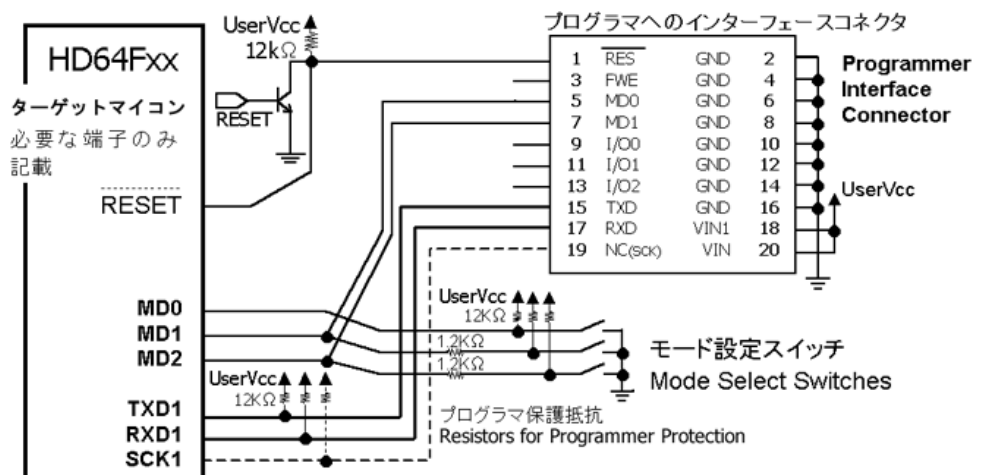 プログラマへのインターフェースコネクタ
UserVcc
12kΩ
HD64Fxx
ターゲットマイコン
必要な端子のみ
記載
RESET
RESET
1 RES GND 2
3 FWE GND 4
5 MD0 GND 6
7 MD1 GND 8
9 I/O0 GND 10
11 I/O1 GND 12
13 I/O2 GND 14
15 TXD GND 16
17 RXD VIN1 18
19 NC(SCK) VIN 20
Programmer
Interface
Connector
UserVcc
MD0
MD1
MD2
UserVcc
12KΩ
1.2KΩ
1.2KΩ
モード設定スイッチ
Mode Select Switches
UserVcc
12KΩ
TXD1
RXD1
SCK1
プログラマ保護抵抗
Resistors for Programmer Protection